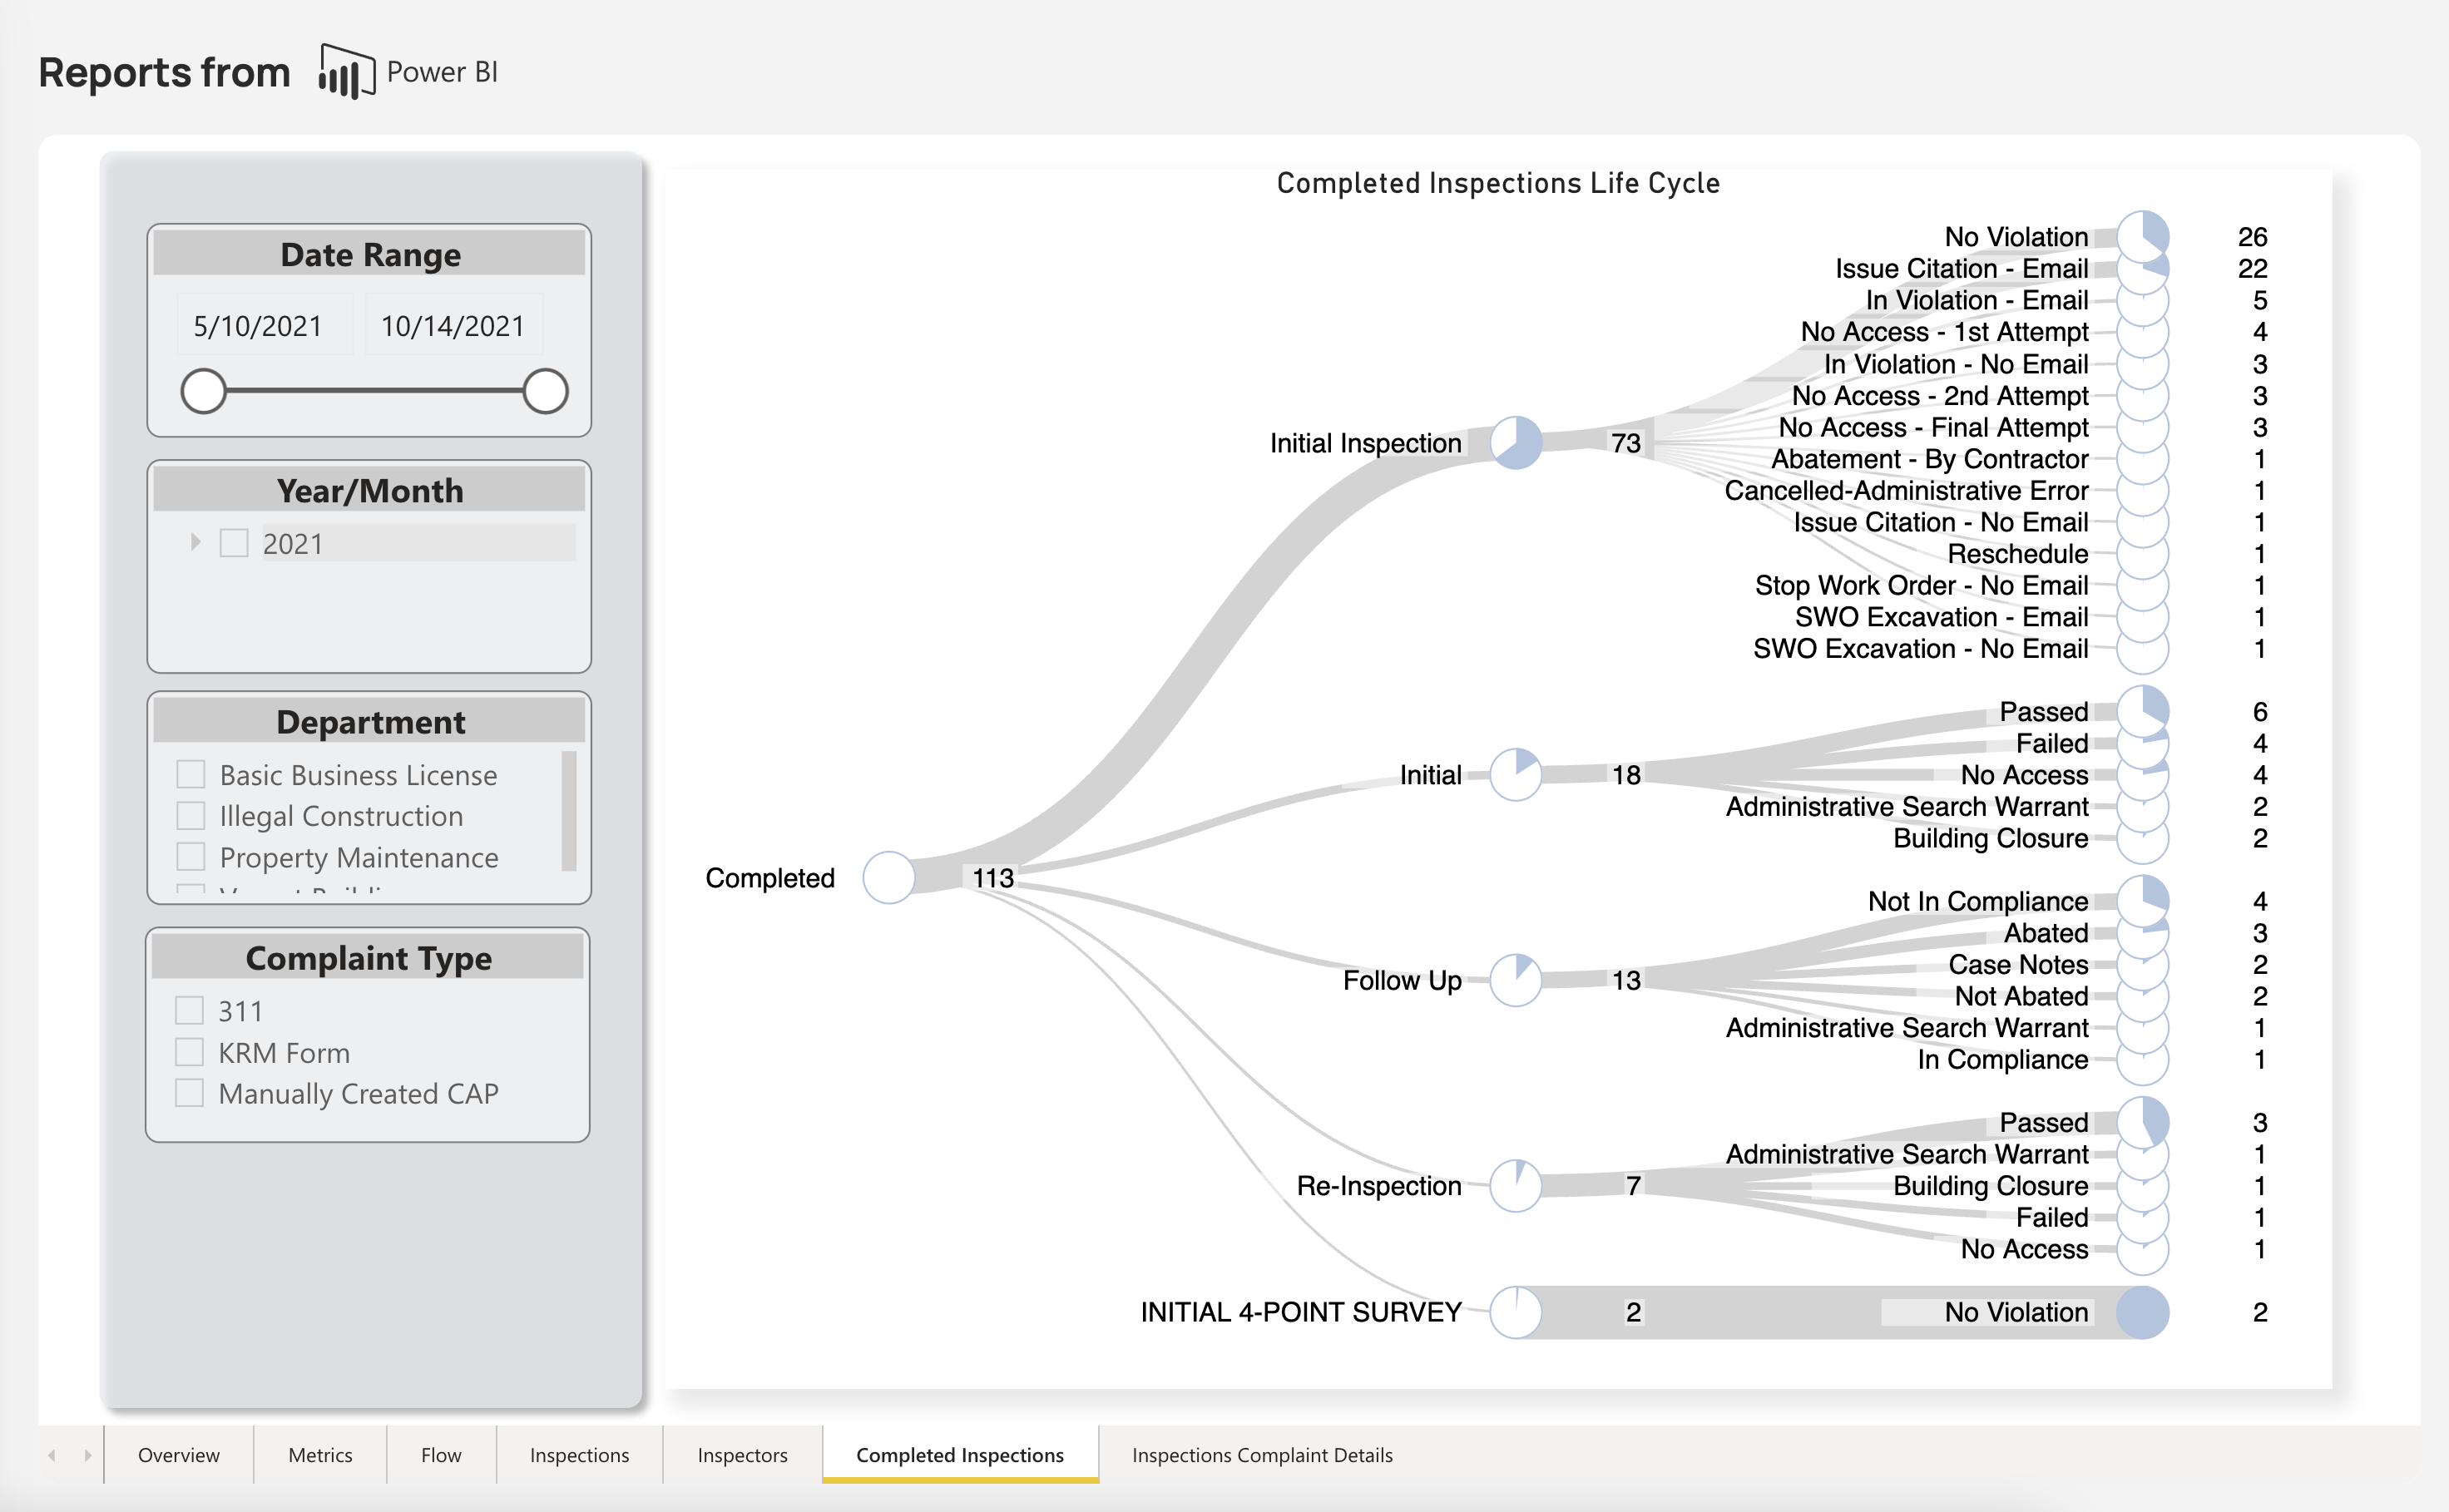 Reports from Power BI
Date Range
5/10/2021 10/14/2021
Year/Month
2021
Department
Basic Business License
Illegal Construction
Property Maintenance
Complaint Type
311
KRM Form
Manually Created CAP
Completed Inspections Life Cycle
Completed 113
Initial Inspection 73
No Violation 26
Issue Citation - Email 22
In Violation - Email 5
No Access - 1st Attempt 4
In Violation - No Email 3
No Access - 2nd Attempt 3
No Access - Final Attempt 3
Abatement - By Contractor 1
Cancelled-Administrative Error 1
Issue Citation - No Email 1
Reschedule 1
Stop Work Order - No Email 1
SWO Excavation - Email 1
SWO Excavation - No Email 1
Initial 18
Passed 6
Failed 4
No Access 4
Administrative Search Warrant 2
Building Closure 2
Follow Up 13
Not In Compliance 4
Abated 3
Case Notes 2
Not Abated 2
Administrative Search Warrant 1
In Compliance 1
Re-Inspection 7
Passed 3
Administrative Search Warrant 1
Building Closure 1
Failed 1
No Access 1
INITIAL 4-POINT SURVEY 2
No Violation 2
Overview Metrics Flow Inspections Inspectors Completed Inspections Inspections Complaint Details